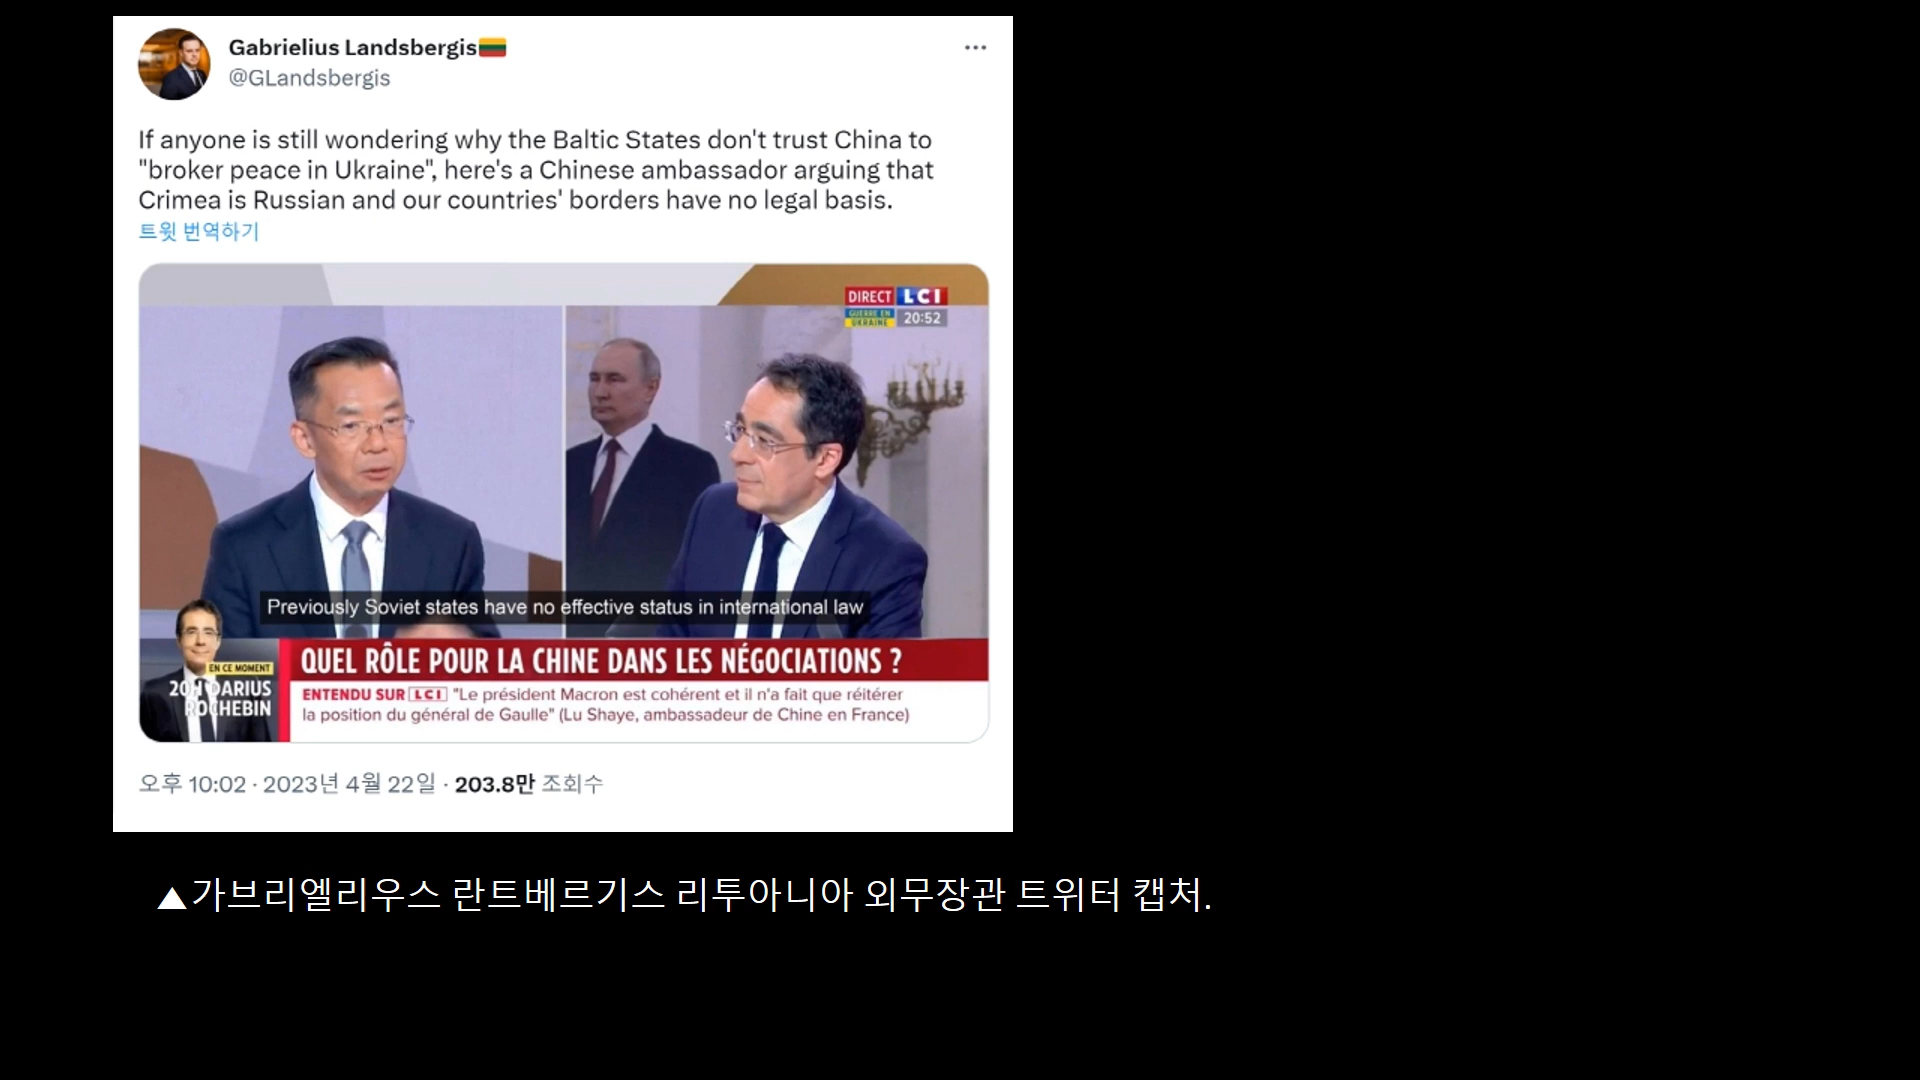 Gabrielius Landsbergis
@GLandsbergis
If anyone is still wondering why the Baltic States don't trust China to
"broker peace in Ukraine", here's a Chinese ambassador arguing that
Crimea is Russian and our countries' borders have no legal basis.
트윗 번역하기
DIRECT LCI
GUERRE EN
UKRAINE
20:52
Previously Soviet states have no effective status in international law
EN CE MOMENT
20H DARIUS
ROCHEBIN
QUEL RÔLE POUR LA CHINE DANS LES NÉGOCIATIONS ?
ENTENDU SUR LCI "Le président Macron est cohérent et il n'a fait que réitérer
la position du général de Gaulle" (Lu Shaye, ambassadeur de Chine en France)
오후 10:02 · 2023년 4월 22일 · 203.8만 조회수
▲가브리엘리우스 란트베르기스 리투아니아 외무장관 트위터 캡처.